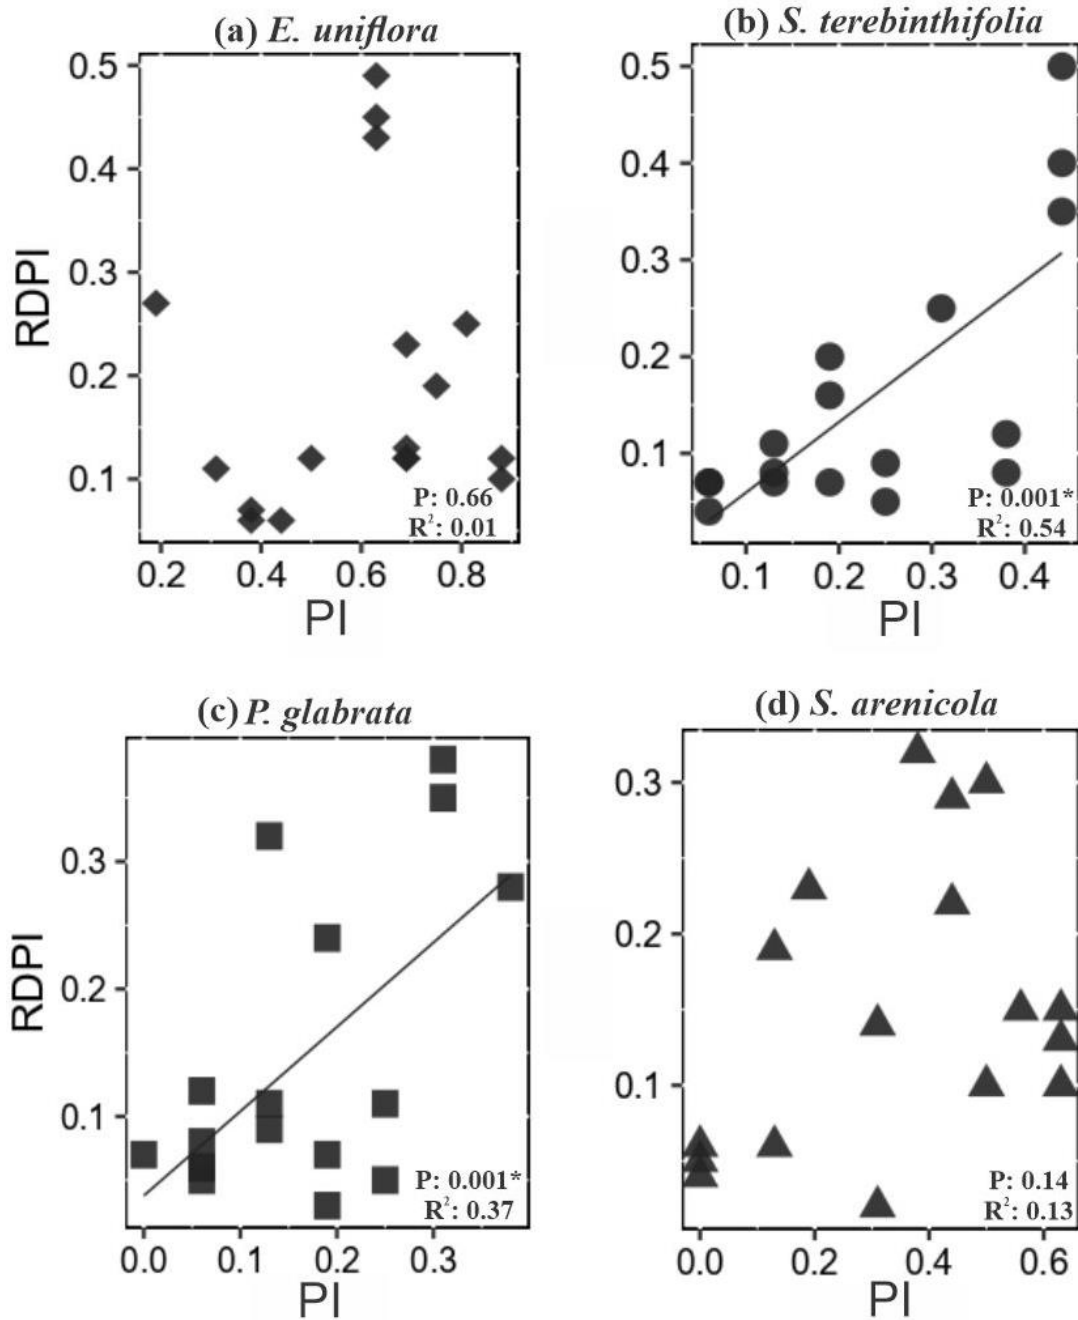 (a) E. uniflora
0.5
0.4
0.3
0.2
0.1
RDPI
P: 0.66
R²: 0.01
0.2 0.4 0.6 0.8
PI
(b) S. terebinthifolia
0.5
0.4
0.3
0.2
0.1
P: 0.001*
R²: 0.54
0.1 0.2 0.3 0.4
PI
(c) P. glabrata
0.3
0.2
0.1
RDPI
P: 0.001*
R²: 0.37
0.0 0.1 0.2 0.3
PI
(d) S. arenicola
0.3
0.2
0.1
P: 0.14
R²: 0.13
0.0 0.2 0.4 0.6
PI